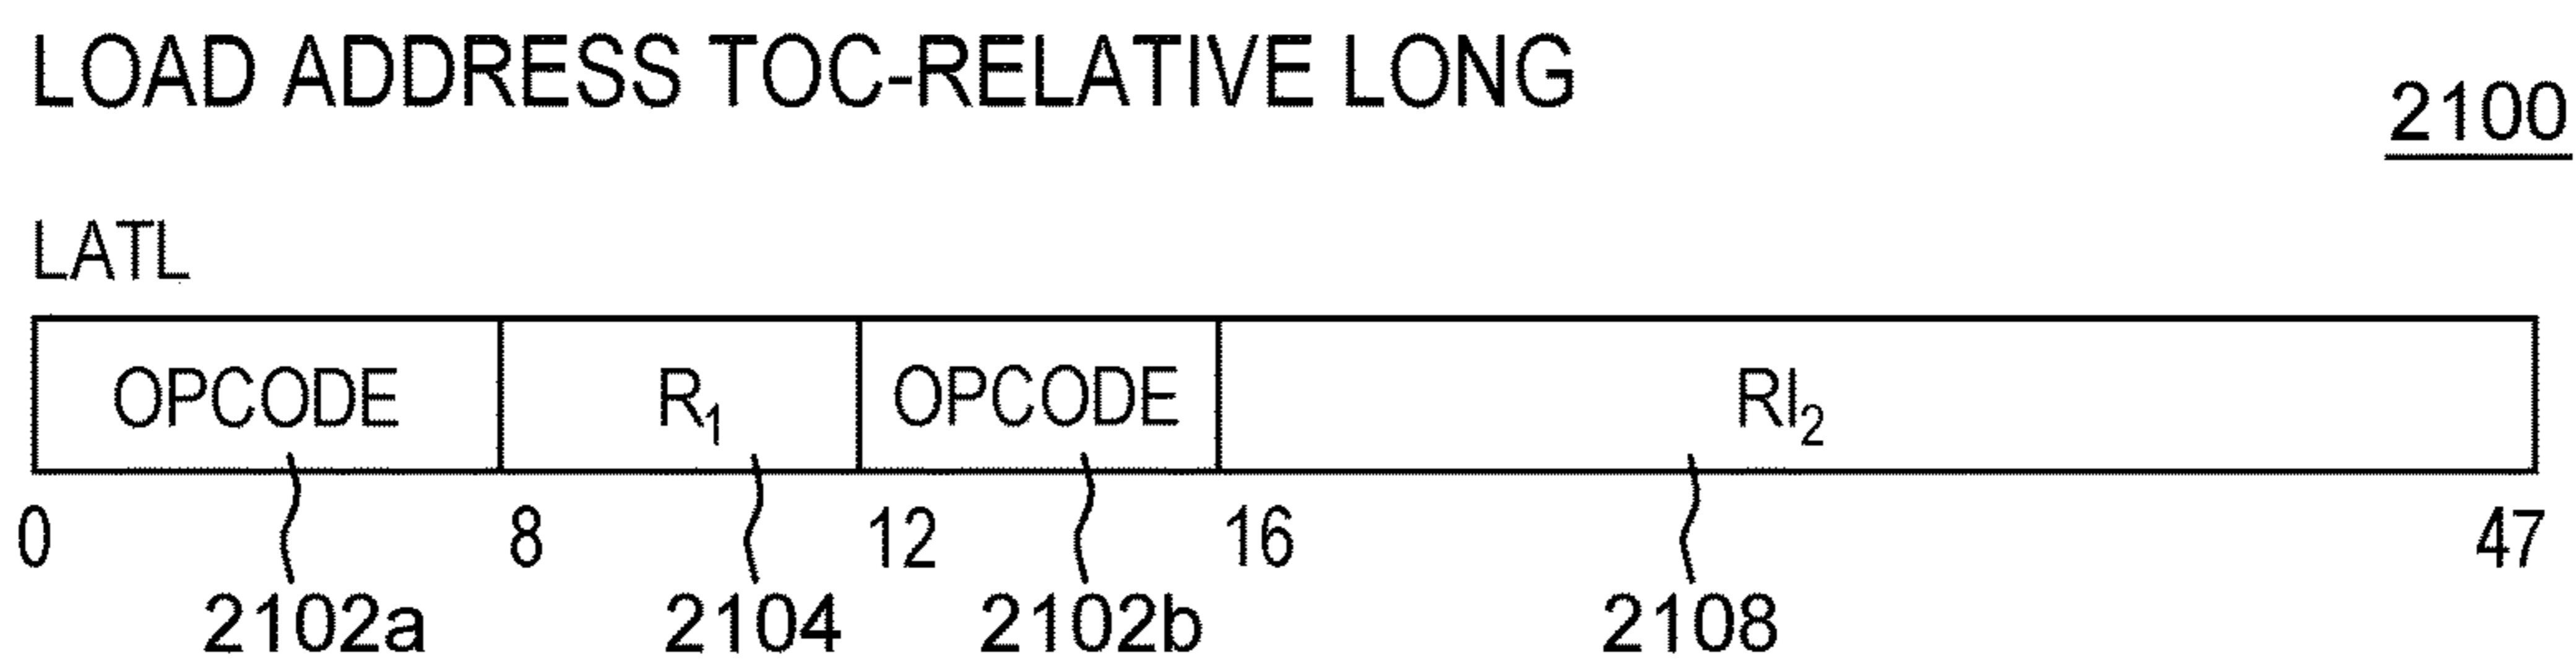 LOAD ADDRESS TOC-RELATIVE LONG
2100
LATL
OPCODE R₁ OPCODE RI₂
0 8 12 16 47
2102a 2104 2102b 2108